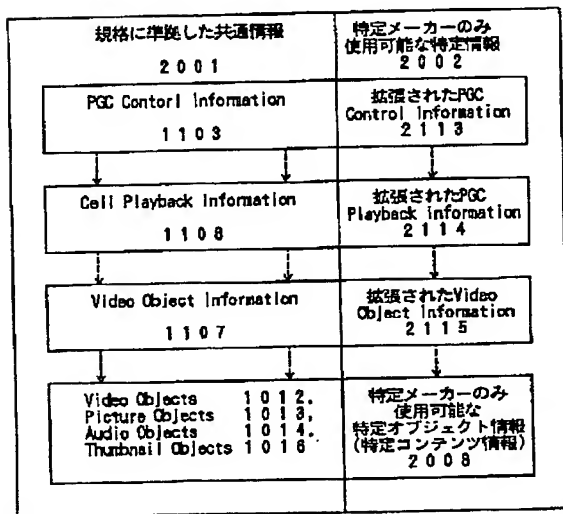 規格に準拠した共通情報
2001
特定メーカーのみ
使用可能な特定情報
2002
PGC Contorl Information
1103
拡張されたPGC
Control Information
2113
Cell Playback Information
1108
拡張されたPGC
Playback information
2114
Video Object Information
1107
拡張されたVideo
Object Information
2115
Video Objects 1012.
Picture Objects 1013,
Audio Objects 1014.
Thumbnail Objects 1016
特定メーカーのみ
使用可能な
特定オブジェクト情報
(特定コンテンツ情報)
2008